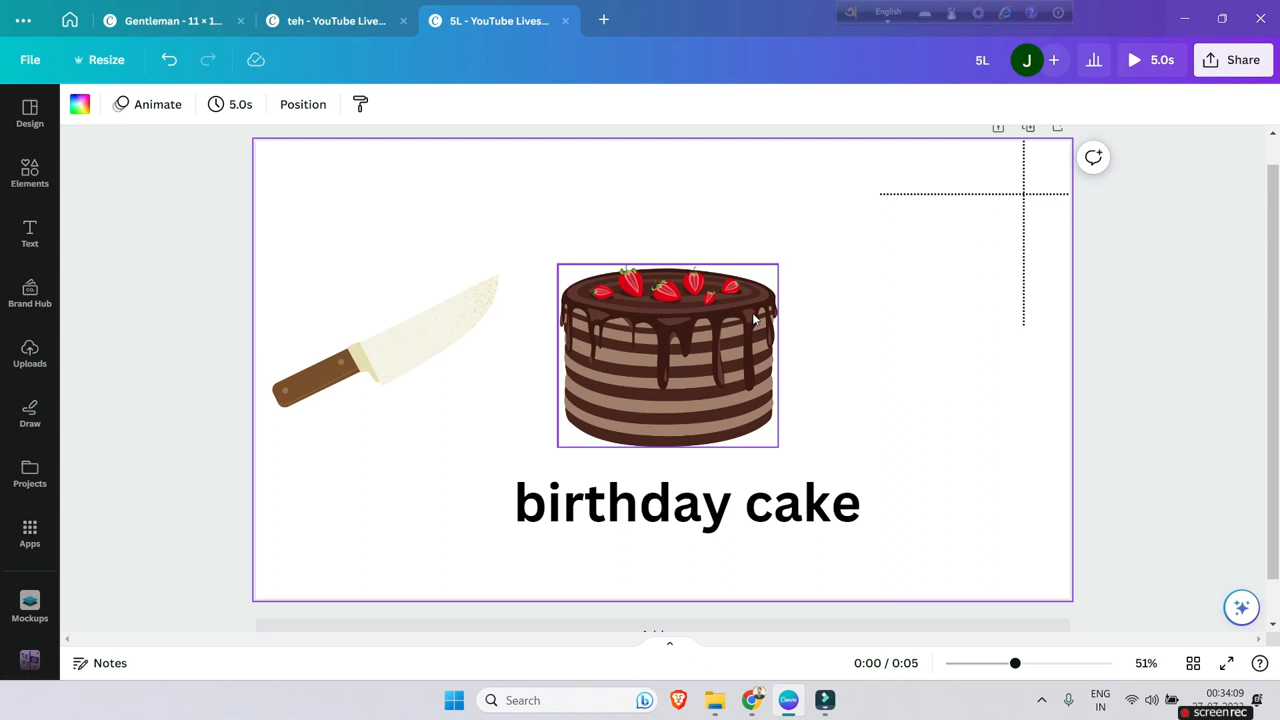 Gentleman - 11 × 1...
teh - YouTube Live...
5L - YouTube Lives...
English
File
Resize
5L
J
5.0s
Share
Animate
5.0s
Position
Design
Elements
Text
Brand Hub
Uploads
Draw
Projects
Apps
Mockups
birthday cake
Notes
0:00 / 0:05
51%
Search
ENG
IN
00:34:09
screenrec